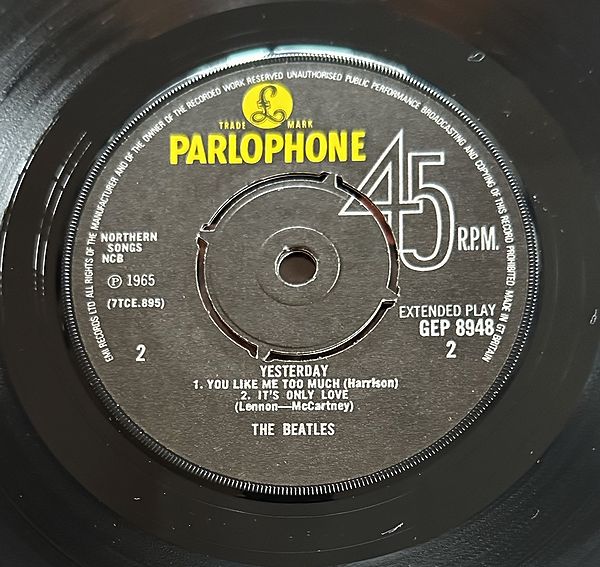 EMI RECORDS LTD ALL RIGHTS OF THE MANUFACTURER AND OF THE OWNER OF THE RECORDED WORK RESERVED UNAUTHORISED PUBLIC PERFORMANCE BROADCASTING AND COPYING OF THIS RECORD PROHIBITED MADE IN GT BRITAIN
£
TRADE MARK
PARLOPHONE
45 R.P.M.
NORTHERN
SONGS
NCB
℗ 1965
(7TCE.895)
2
EXTENDED PLAY
GEP 8948
2
YESTERDAY
1. YOU LIKE ME TOO MUCH (Harrison)
2. IT'S ONLY LOVE
(Lennon—McCartney)
THE BEATLES